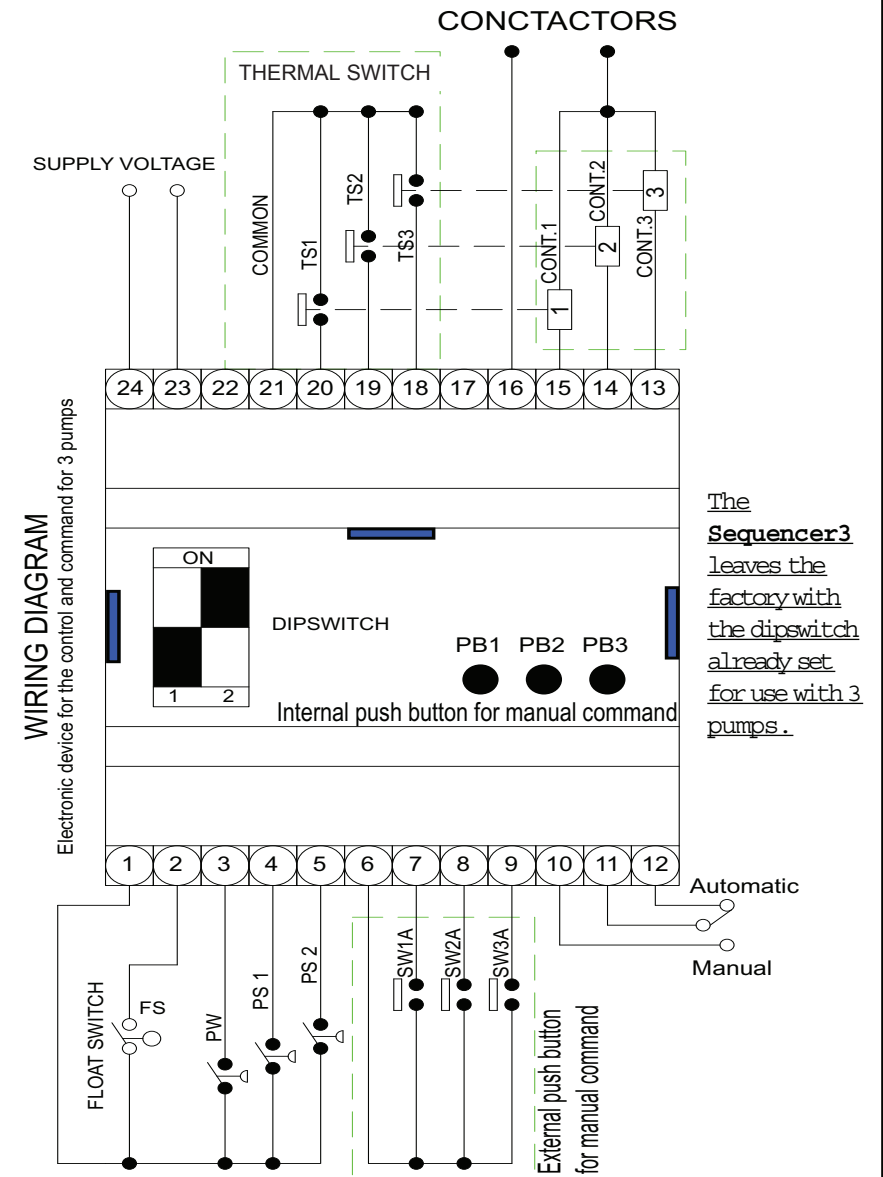 CONCTACTORS
THERMAL SWITCH
SUPPLY VOLTAGE
COMMON
TS1
TS2
TS3
CONT.1
CONT.2
CONT.3
1
2
3
24 23 22 21 20 19 18 17 16 15 14 13
WIRING DIAGRAM
Electronic device for the control and command for 3 pumps
ON
1 2
DIPSWITCH
PB1 PB2 PB3
Internal push button for manual command
The
Sequencer3
leaves the
factory with
the dipswitch
already set
for use with 3
pumps.
1 2 3 4 5 6 7 8 9 10 11 12
Automatic
Manual
FLOAT SWITCH
FS
PW
PS 1
PS 2
SW1A
SW2A
SW3A
External push button
for manual command